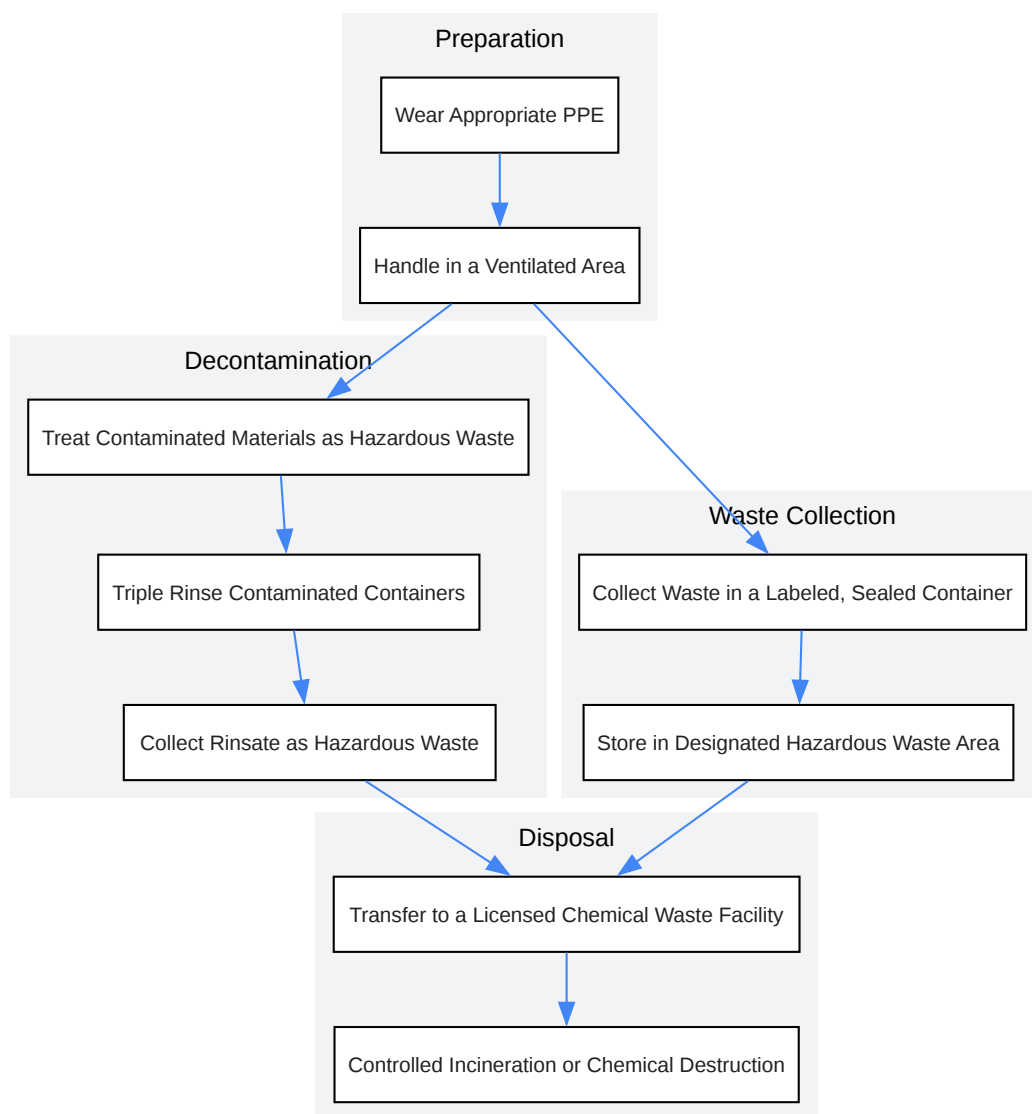 Preparation
Wear Appropriate PPE
Handle in a Ventilated Area
Decontamination
Treat Contaminated Materials as Hazardous Waste
Triple Rinse Contaminated Containers
Collect Rinsate as Hazardous Waste
Waste Collection
Collect Waste in a Labeled, Sealed Container
Store in Designated Hazardous Waste Area
Disposal
Transfer to a Licensed Chemical Waste Facility
Controlled Incineration or Chemical Destruction